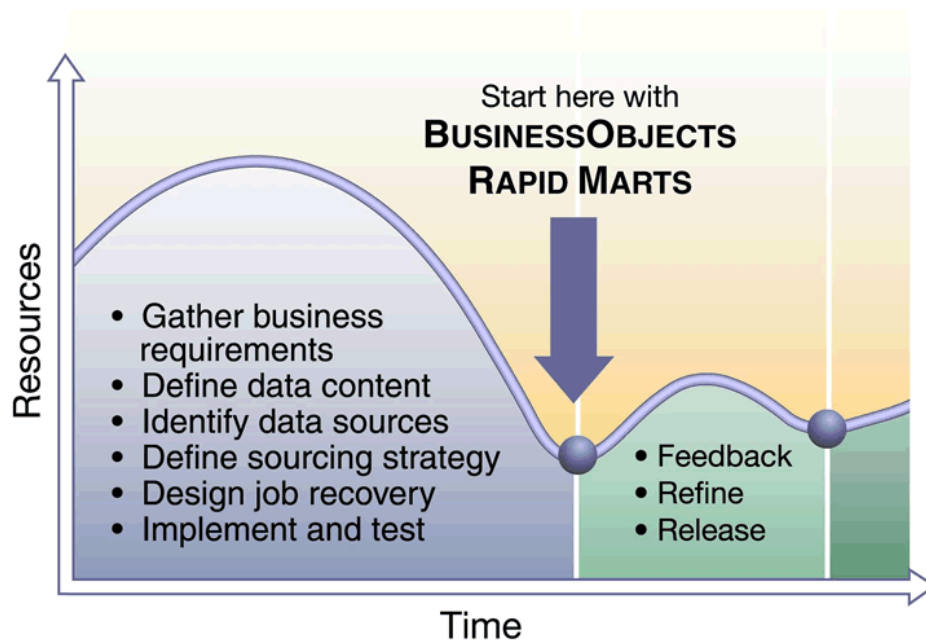 Start here with
BUSINESSOBJECTS
RAPID MARTS
Resources
• Gather business
requirements
• Define data content
• Identify data sources
• Define sourcing strategy
• Design job recovery
• Implement and test
• Feedback
• Refine
• Release
Time